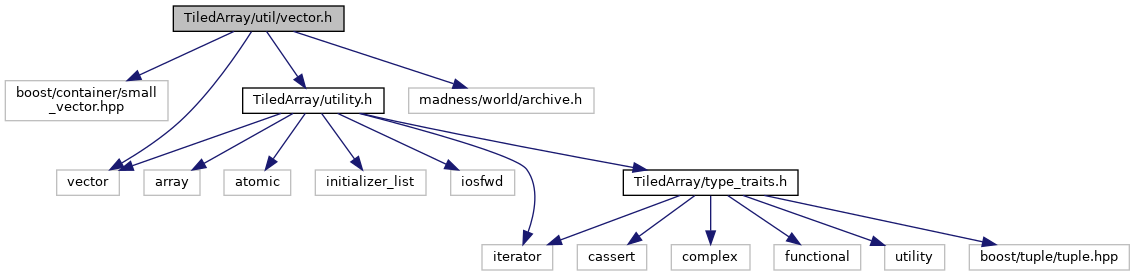 TiledArray/util/vector.h
boost/container/small
_vector.hpp
TiledArray/utility.h
madness/world/archive.h
vector
array
atomic
initializer_list
iosfwd
TiledArray/type_traits.h
iterator
cassert
complex
functional
utility
boost/tuple/tuple.hpp